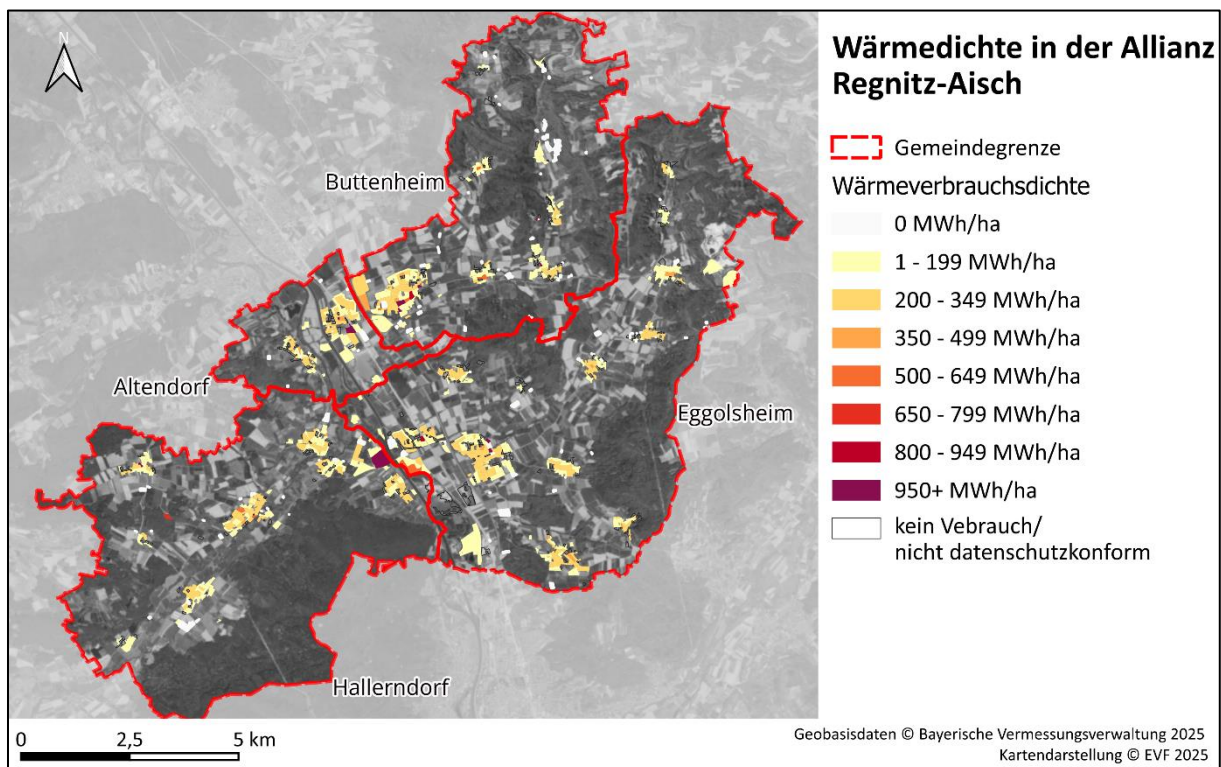 Wärmedichte in der Allianz
Regnitz-Aisch
N
Gemeindegrenze
Wärmeverbrauchsdichte
0 MWh/ha
1 - 199 MWh/ha
200 - 349 MWh/ha
350 - 499 MWh/ha
500 - 649 MWh/ha
650 - 799 MWh/ha
800 - 949 MWh/ha
950+ MWh/ha
kein Vebrauch/
nicht datenschutzkonform
Buttenheim
Altendorf
Eggolsheim
Hallerndorf
0 2,5 5 km
Geobasisdaten © Bayerische Vermessungsverwaltung 2025
Kartendarstellung © EVF 2025